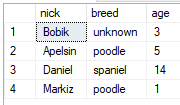 nick breed age
1 Bobik unknown 3
2 Apelsin poodle 5
3 Daniel spaniel 14
4 Markiz poodle 1